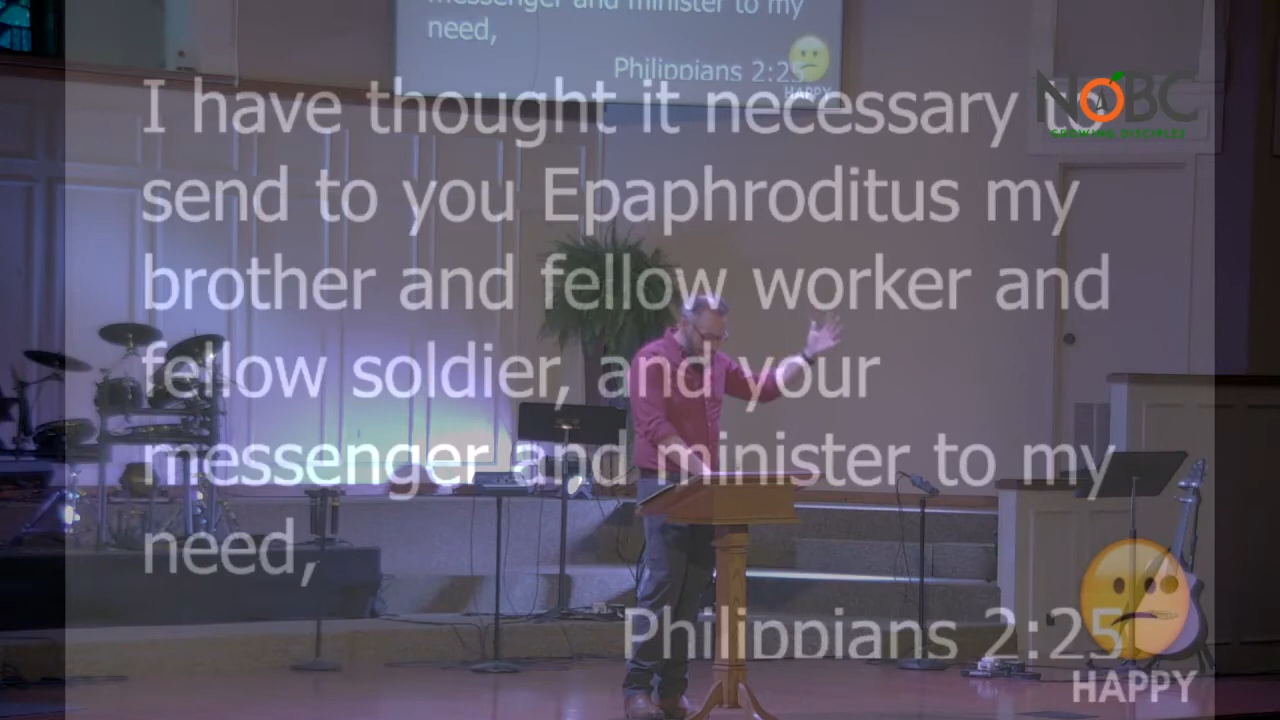 messenger and minister to my
need,
Philippians 2:25
HAPPY
NOBC
GROWING DISCIPLES
I have thought it necessary to
send to you Epaphroditus my
brother and fellow worker and
fellow soldier, and your
messenger and minister to my
need,
Philippians 2:25
HAPPY